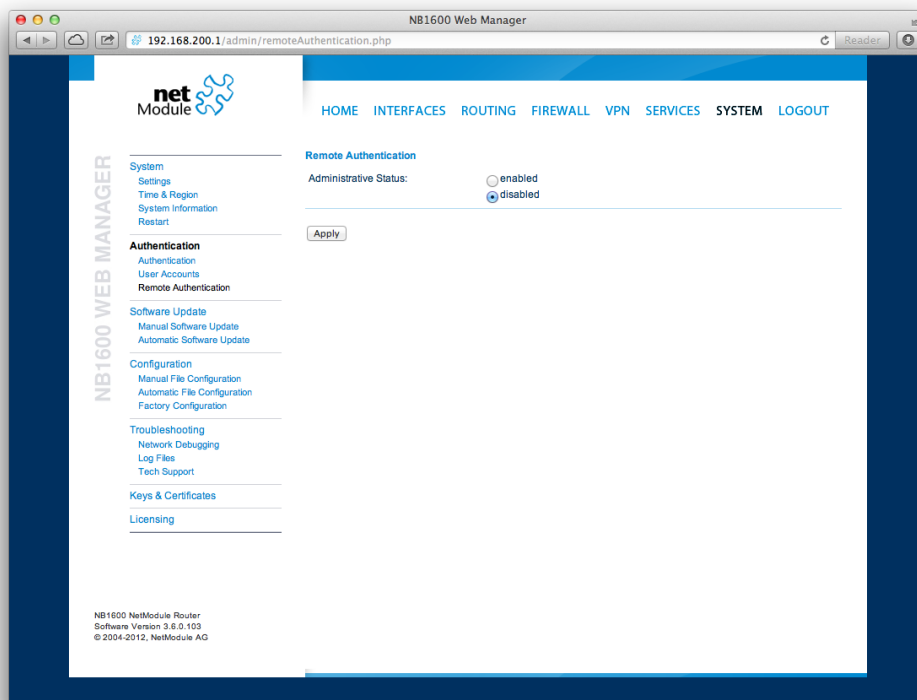 NB1600 Web Manager
192.168.200.1/admin/remoteAuthentication.php
Reader
net
Module
HOME INTERFACES ROUTING FIREWALL VPN SERVICES SYSTEM LOGOUT
NB1600 WEB MANAGER
System
Settings
Time & Region
System Information
Restart
Authentication
Authentication
User Accounts
Remote Authentication
Software Update
Manual Software Update
Automatic Software Update
Configuration
Manual File Configuration
Automatic File Configuration
Factory Configuration
Troubleshooting
Network Debugging
Log Files
Tech Support
Keys & Certificates
Licensing
Remote Authentication
Administrative Status:
enabled
disabled
Apply
NB1600 NetModule Router
Software Version 3.6.0.103
© 2004-2012, NetModule AG